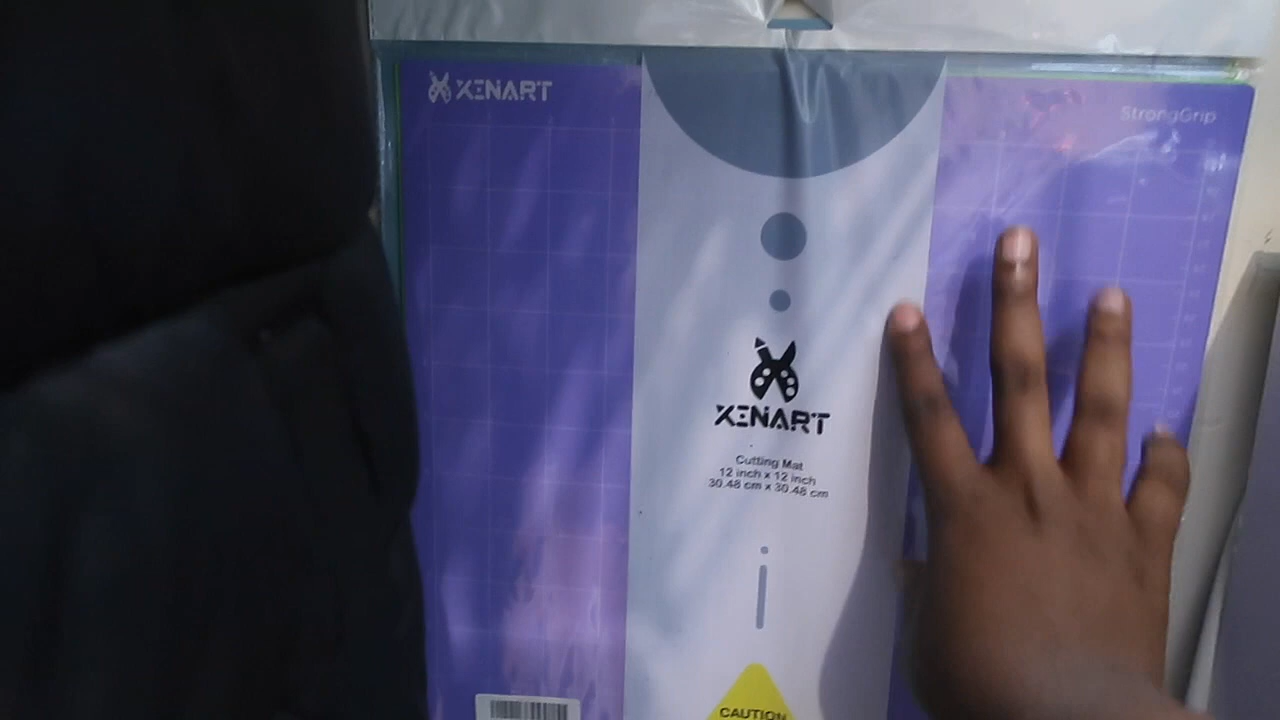 XENART
StrongGrip
XENART
Cutting Mat
12 inch x 12 inch
30.48 cm x 30.48 cm
CAUTION